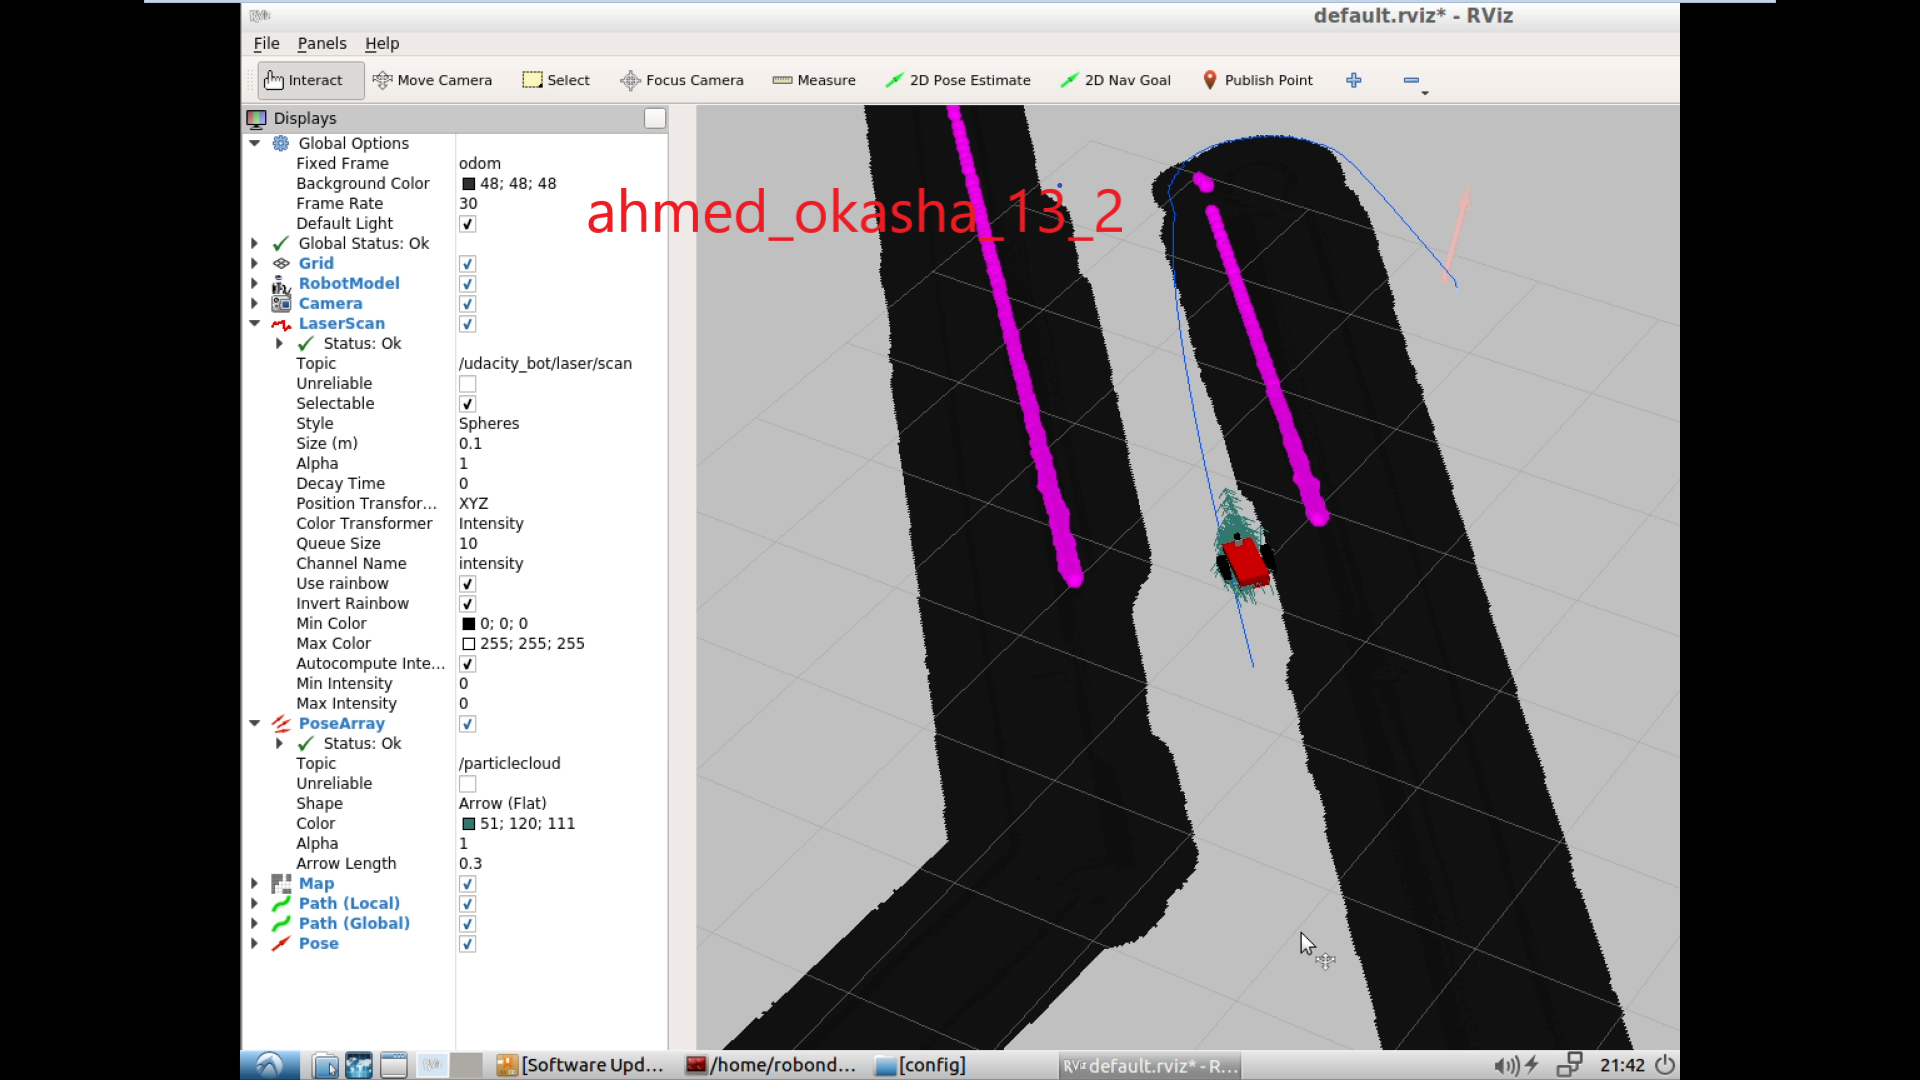 RViz
default.rviz* - RViz
File Panels Help
Interact Move Camera Select Focus Camera Measure 2D Pose Estimate 2D Nav Goal Publish Point
Displays
Global Options
Fixed Frame odom
Background Color 48; 48; 48
Frame Rate 30
Default Light
Global Status: Ok
Grid
RobotModel
Camera
LaserScan
Status: Ok
Topic /udacity_bot/laser/scan
Unreliable
Selectable
Style Spheres
Size (m) 0.1
Alpha 1
Decay Time 0
Position Transfor... XYZ
Color Transformer Intensity
Queue Size 10
Channel Name intensity
Use rainbow
Invert Rainbow
Min Color 0; 0; 0
Max Color 255; 255; 255
Autocompute Inte...
Min Intensity 0
Max Intensity 0
PoseArray
Status: Ok
Topic /particlecloud
Unreliable
Shape Arrow (Flat)
Color 51; 120; 111
Alpha 1
Arrow Length 0.3
Map
Path (Local)
Path (Global)
Pose
ahmed_okasha_13_2
[Software Upd... /home/robond... [config] RViz default.rviz* - R... 21:42